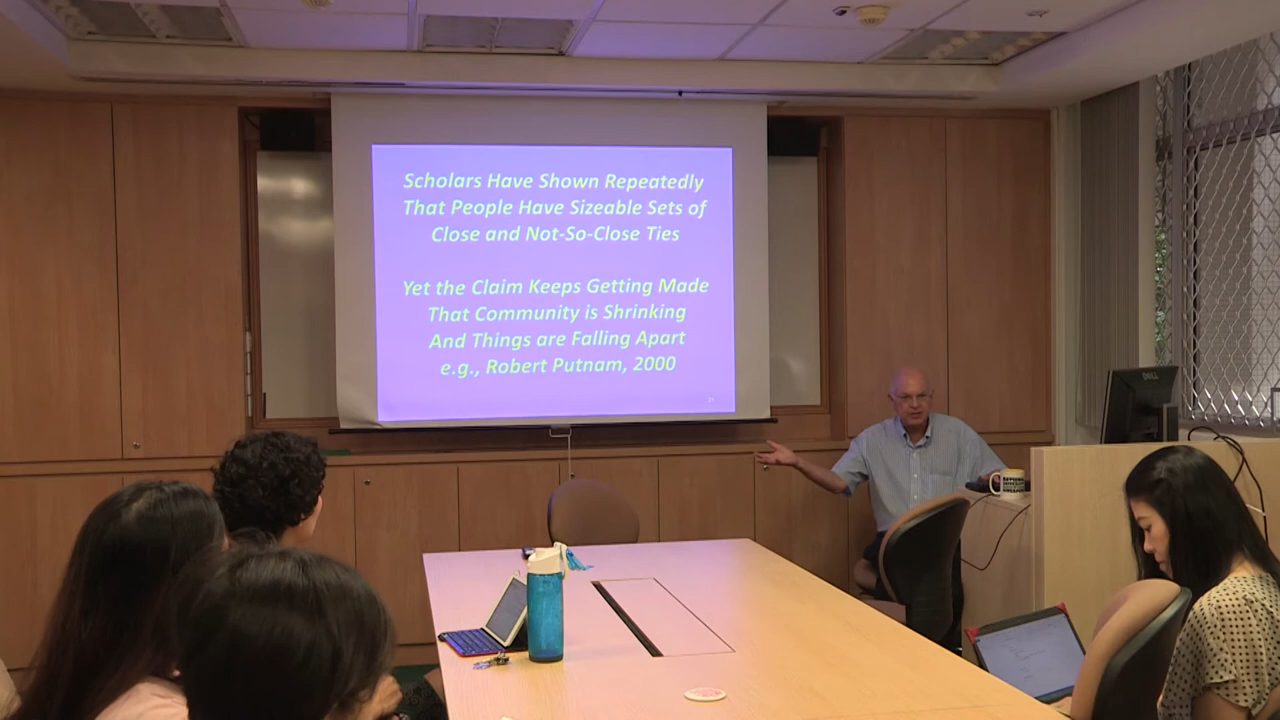 Scholars Have Shown Repeatedly
That People Have Sizeable Sets of
Close and Not-So-Close Ties
Yet the Claim Keeps Getting Made
That Community is Shrinking
And Things are Falling Apart
e.g., Robert Putnam, 2000
DELL